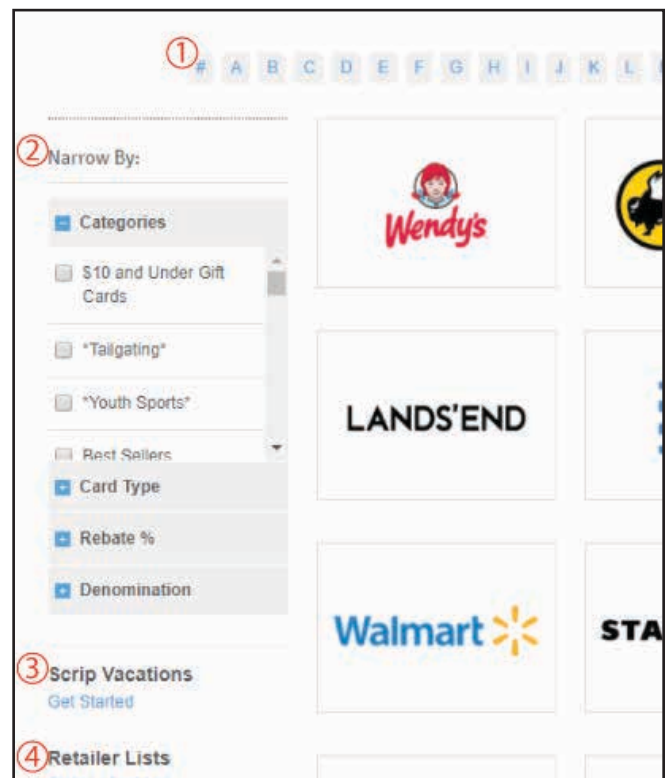 ① # A B C D E F G H I J K L
② Narrow By:
Categories
$10 and Under Gift
Cards
*Tailgating*
*Youth Sports*
Best Sellers
Card Type
Rebate %
Denomination
③ Scrip Vacations
Get Started
④ Retailer Lists
Wendy's
LANDS'END
Walmart
STA